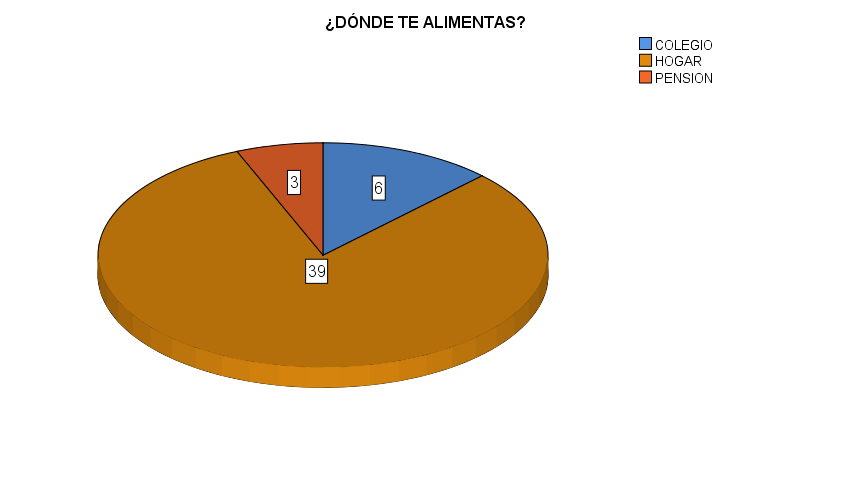 ¿DÓNDE TE ALIMENTAS?
COLEGIO
HOGAR
PENSION
3
6
39